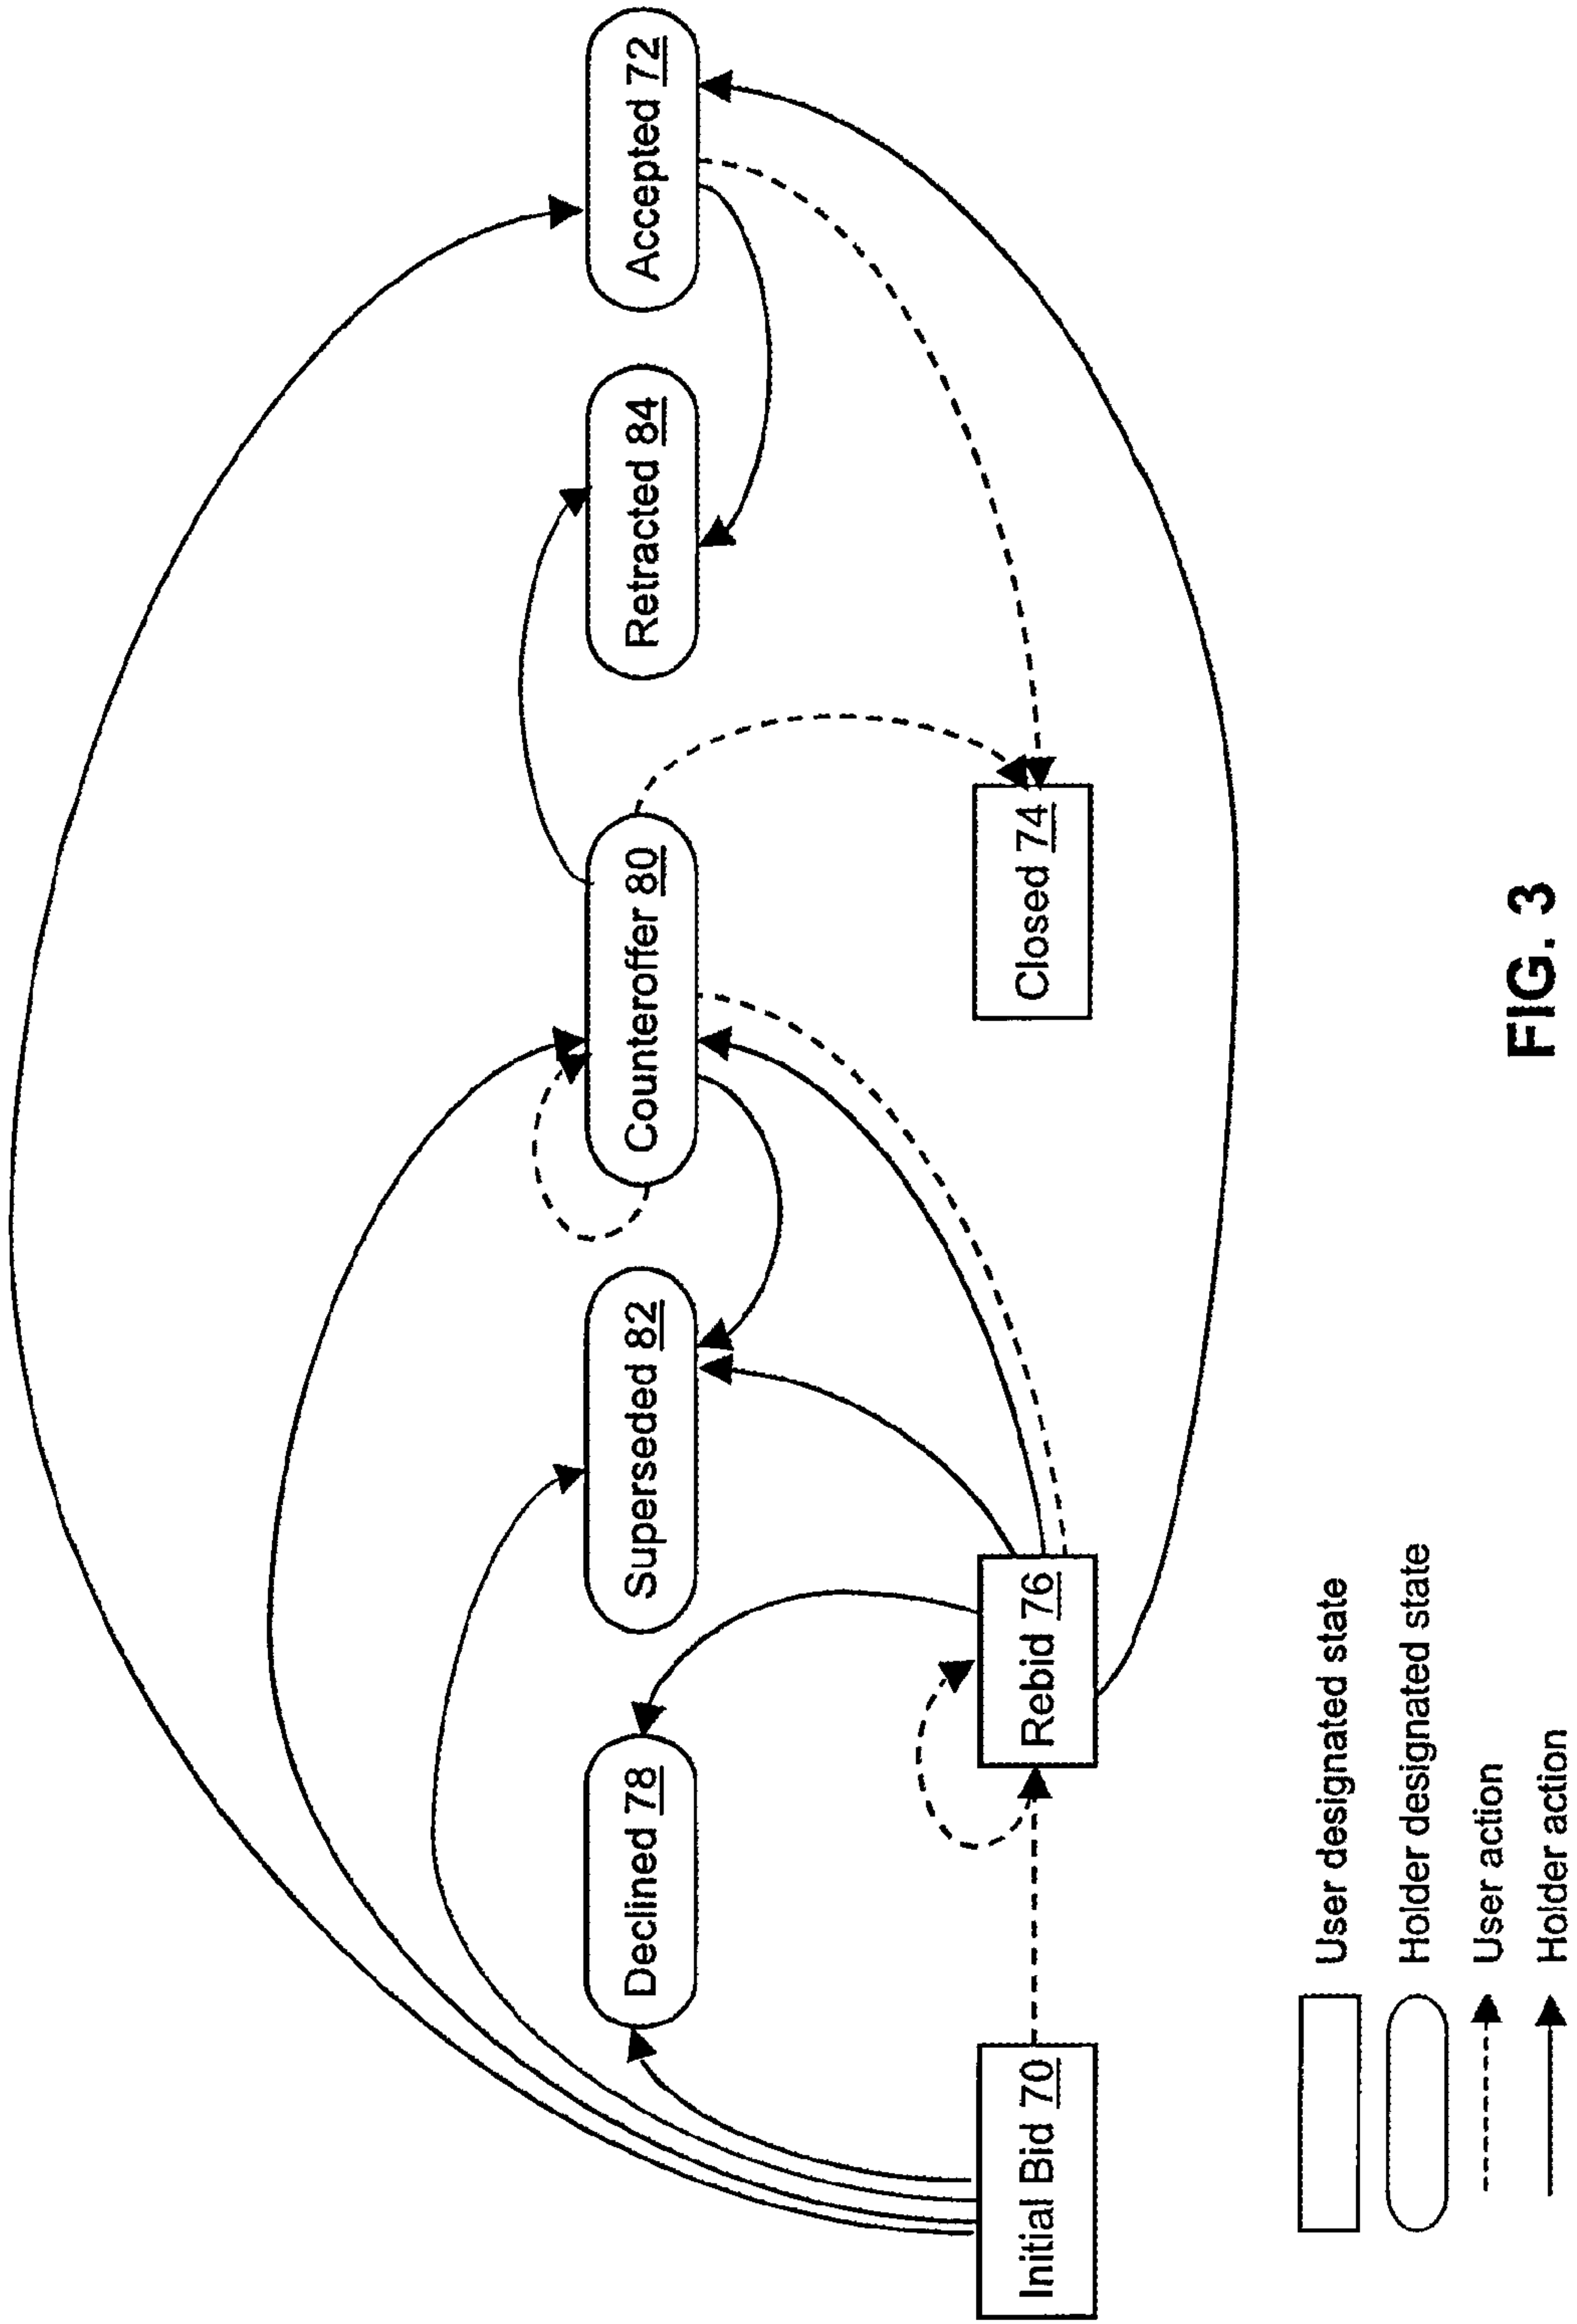 Accepted 72
Retracted 84
Counteroffer 80
Superseded 82
Declined 78
Closed 74
Rebid 76
Initial Bid 70
User designated state
Holder designated state
User action
Holder action
FIG. 3